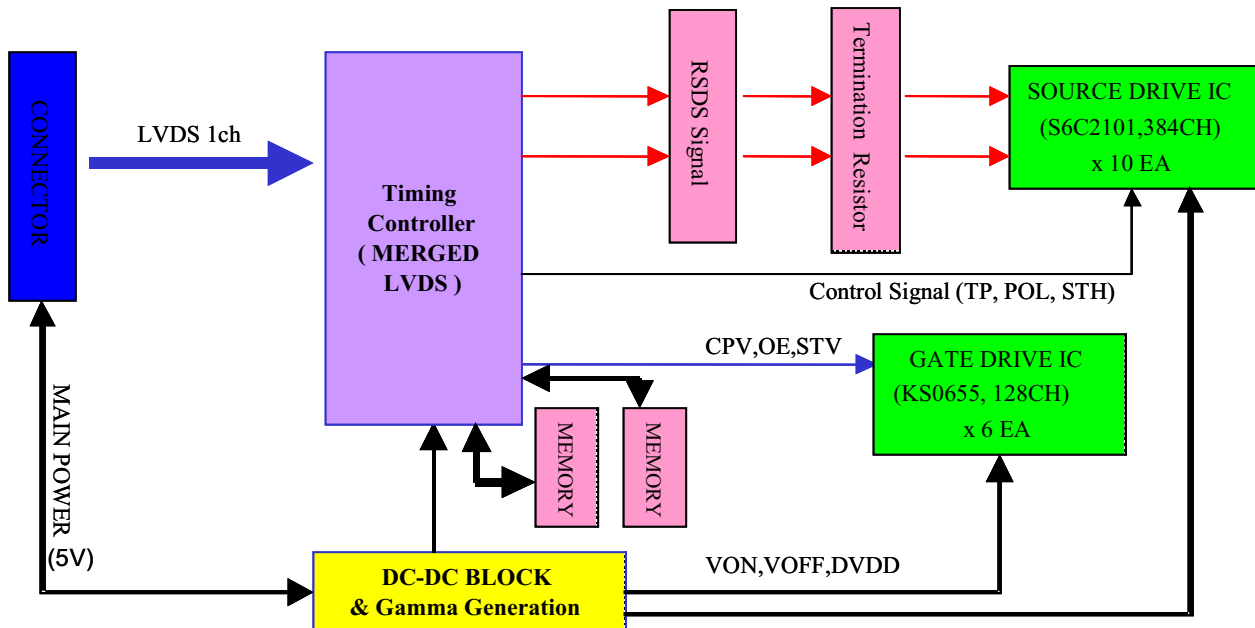 CONNECTOR
LVDS 1ch
Timing
Controller
( MERGED
LVDS )
RSDS Signal
Termination Resistor
SOURCE DRIVE IC
(S6C2101,384CH)
x 10 EA
Control Signal (TP, POL, STH)
CPV,OE,STV
GATE DRIVE IC
(KS0655, 128CH)
x 6 EA
MEMORY
MEMORY
MAIN POWER
(5V)
DC-DC BLOCK
& Gamma Generation
VON,VOFF,DVDD